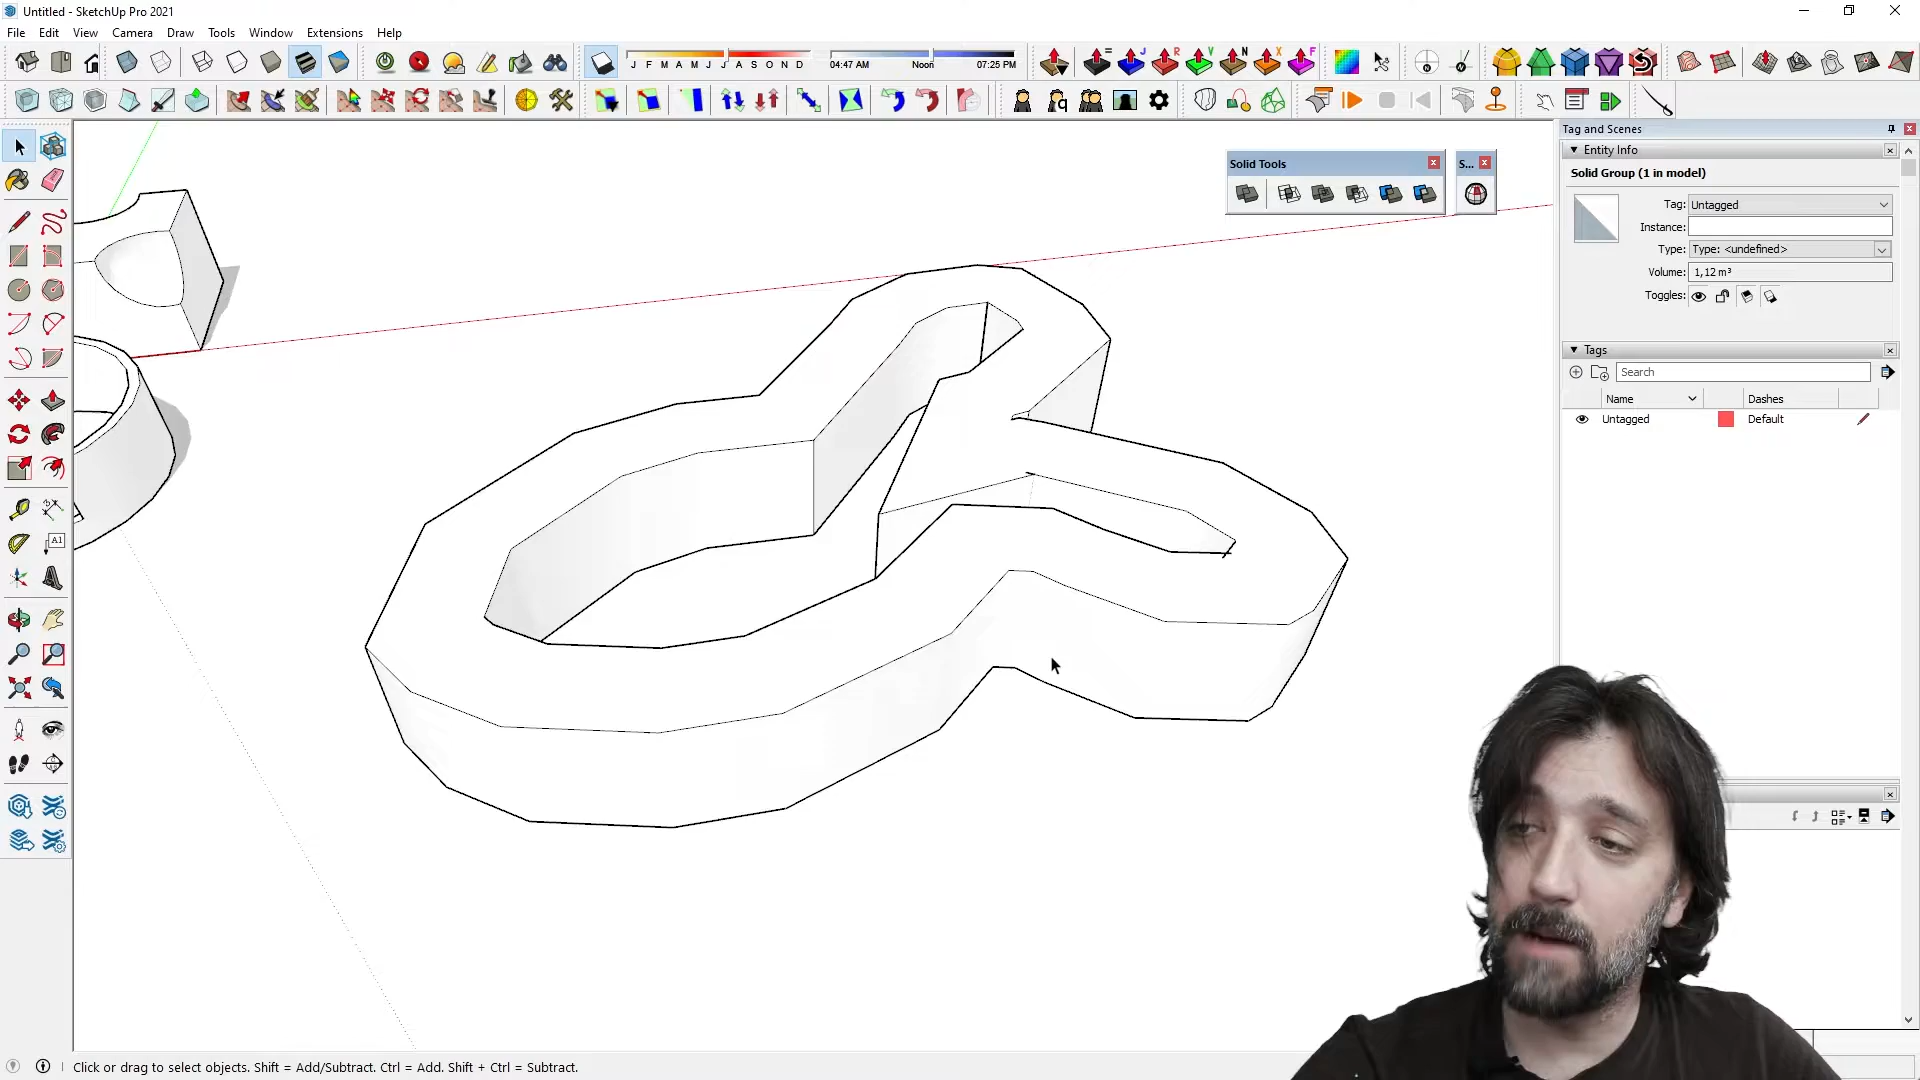 Untitled - SketchUp Pro 2021
File Edit View Camera Draw Tools Window Extensions Help
J F M A M J J A S O N D
04:47 AM Noon 07:25 PM
= J R V N X F
q
Tag and Scenes
Entity Info
Solid Group (1 in model)
Tag: Untagged
Instance:
Type: Type: <undefined>
Volume: 1,12 m³
Toggles:
Solid Tools
S...
Tags
Search
Name Dashes
Untagged Default
A1
Click or drag to select objects. Shift = Add/Subtract. Ctrl = Add. Shift + Ctrl = Subtract.